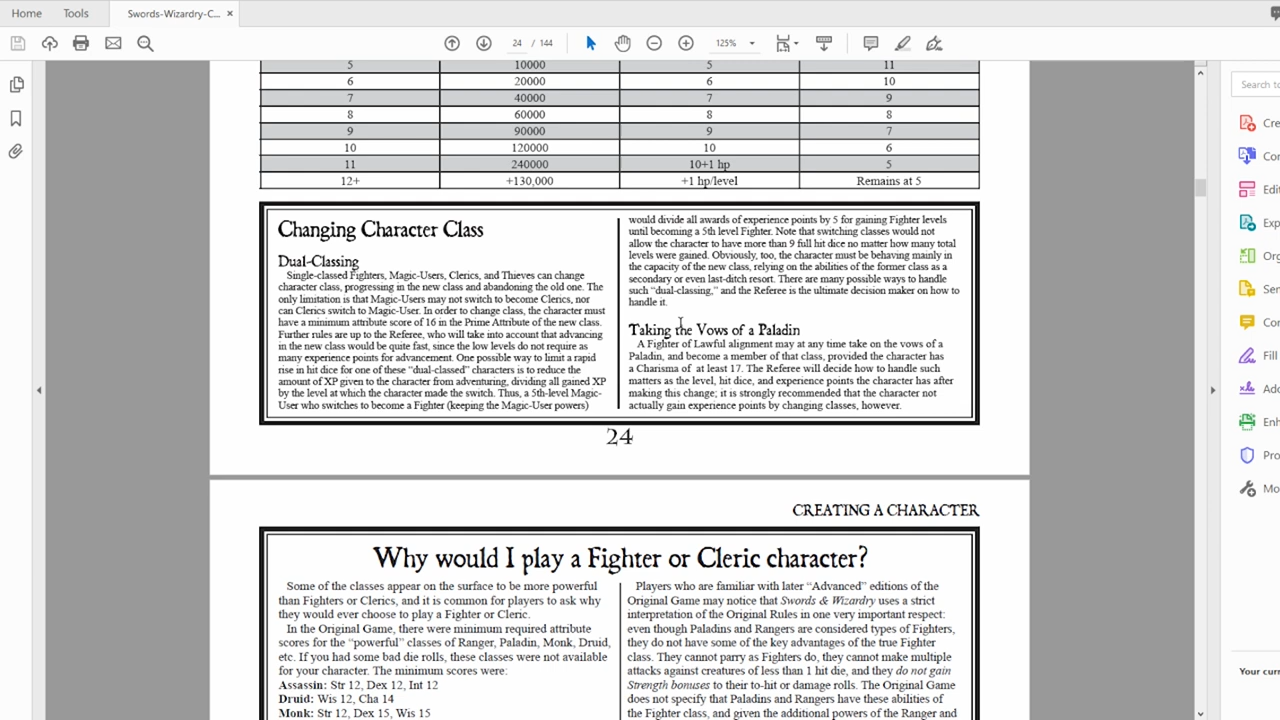 Home
Tools
Swords-Wizardry-C... ×
24 / 144
125%
5 10000 5 11
6 20000 6 10
7 40000 7 9
8 60000 8 8
9 90000 9 7
10 120000 10 6
11 240000 10+1 hp 5
12+ +130,000 +1 hp/level Remains at 5
Changing Character Class
Dual-Classing
Single-classed Fighters, Magic-Users, Clerics, and Thieves can change
character class, progressing in the new class and abandoning the old one. The
only limitation is that Magic-Users may not switch to become Clerics, nor
can Clerics switch to Magic-User. In order to change class, the character must
have a minimum attribute score of 16 in the Prime Attribute of the new class.
Further rules are up to the Referee, who will take into account that advancing
in the new class would be quite fast, since the low levels do not require as
many experience points for advancement. One possible way to limit a rapid
rise in hit dice for one of these “dual-classed” characters is to reduce the
amount of XP given to the character from adventuring, dividing all gained XP
by the level at which the character made the switch. Thus, a 5th-level Magic-
User who switches to become a Fighter (keeping the Magic-User powers)
would divide all awards of experience points by 5 for gaining Fighter levels
until becoming a 5th level Fighter. Note that switching classes would not
allow the character to have more than 9 full hit dice no matter how many total
levels were gained. Obviously, too, the character must be behaving mainly in
the capacity of the new class, relying on the abilities of the former class as a
secondary or even last-ditch resort. There are many possible ways to handle
such “dual-classing,” and the Referee is the ultimate decision maker on how to
handle it.
Taking the Vows of a Paladin
A Fighter of Lawful alignment may at any time take on the vows of a
Paladin, and become a member of that class, provided the character has
a Charisma of at least 17. The Referee will decide how to handle such
matters as the level, hit dice, and experience points the character has after
making this change; it is strongly recommended that the character not
actually gain experience points by changing classes, however.
24
CREATING A CHARACTER
Why would I play a Fighter or Cleric character?
Some of the classes appear on the surface to be more powerful
than Fighters or Clerics, and it is common for players to ask why
they would ever choose to play a Fighter or Cleric.
In the Original Game, there were minimum required attribute
scores for the “powerful” classes of Ranger, Paladin, Monk, Druid,
etc. If you had some bad die rolls, these classes were not available
for your character. The minimum scores were:
Assassin: Str 12, Dex 12, Int 12
Druid: Wis 12, Cha 14
Monk: Str 12, Dex 15, Wis 15
Players who are familiar with later “Advanced” editions of the
Original Game may notice that Swords & Wizardry uses a strict
interpretation of the Original Rules in one very important respect:
even though Paladins and Rangers are considered types of Fighters,
they do not have some of the key advantages of the true Fighter
class. They cannot parry as Fighters do, they cannot make multiple
attacks against creatures of less than 1 hit die, and they do not gain
Strength bonuses to their to-hit or damage rolls. The Original Game
does not specify that Paladins and Rangers have these abilities of
the Fighter class, and given the additional powers of the Ranger and
Search to
Cre
Con
Edit
Exp
Org
Sen
Con
Fill
Add
Enh
Pro
Mo
Your curr